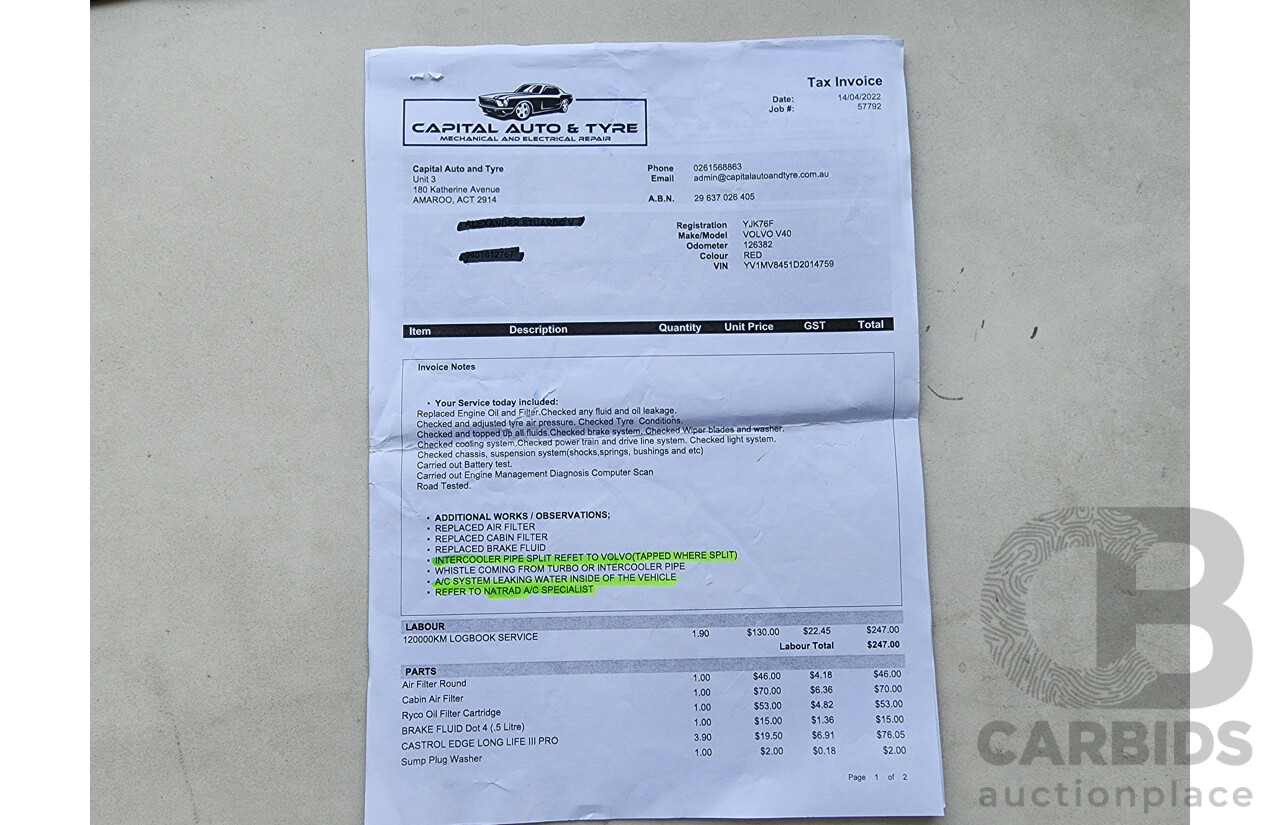 Tax Invoice
Date: 14/04/2022
Job #: 57792
CAPITAL AUTO & TYRE
MECHANICAL AND ELECTRICAL REPAIR
Capital Auto and Tyre
Unit 3
180 Katherine Avenue
AMAROO, ACT 2914
Phone 0261568863
Email admin@capitalautoandtyre.com.au
A.B.N. 29 637 026 405
Registration YJK76F
Make/Model VOLVO V40
Odometer 126382
Colour RED
VIN YV1MV8451D2014759
Item Description Quantity Unit Price GST Total
Invoice Notes
• Your Service today included:
Replaced Engine Oil and Filter.Checked any fluid and oil leakage.
Checked and adjusted tyre air pressure. Checked Tyre Conditions.
Checked and topped up all fluids.Checked brake system. Checked Wiper blades and washer.
Checked cooling system.Checked power train and drive line system. Checked light system.
Checked chassis, suspension system(shocks,springs, bushings and etc)
Carried out Battery test.
Carried out Engine Management Diagnosis Computer Scan
Road Tested.
• ADDITIONAL WORKS / OBSERVATIONS;
• REPLACED AIR FILTER
• REPLACED CABIN FILTER
• REPLACED BRAKE FLUID
• INTERCOOLER PIPE SPLIT REFET TO VOLVO(TAPPED WHERE SPLIT)
• WHISTLE COMING FROM TURBO OR INTERCOOLER PIPE
• A/C SYSTEM LEAKING WATER INSIDE OF THE VEHICLE
• REFER TO NATRAD A/C SPECIALIST
LABOUR
120000KM LOGBOOK SERVICE 1.90 $130.00 $22.45 $247.00
Labour Total $247.00
PARTS
Air Filter Round 1.00 $46.00 $4.18 $46.00
Cabin Air Filter 1.00 $70.00 $6.36 $70.00
Ryco Oil Filter Cartridge 1.00 $53.00 $4.82 $53.00
BRAKE FLUID Dot 4 (.5 Litre) 1.00 $15.00 $1.36 $15.00
CASTROL EDGE LONG LIFE III PRO 3.90 $19.50 $6.91 $76.05
Sump Plug Washer 1.00 $2.00 $0.18 $2.00
Page 1 of 2
CB
CARBIDS
auctionplace